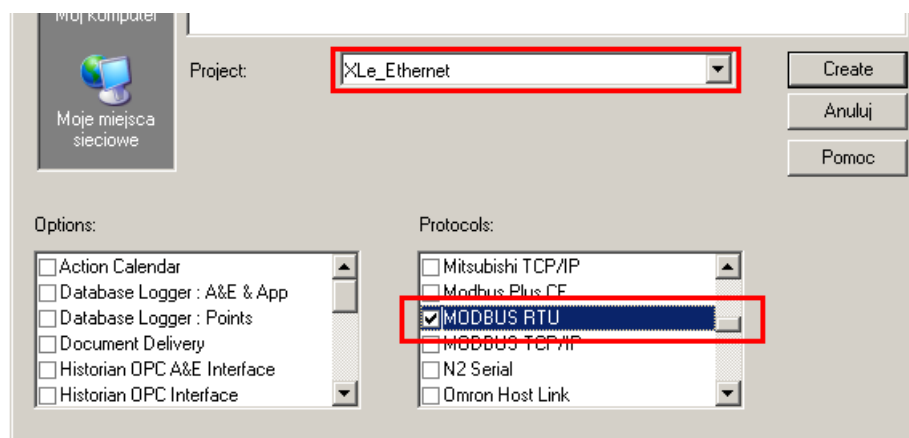 Mój komputer
Project:
XLe_Ethernet
Create
Anuluj
Pomoc
Moje miejsca
sieciowe
Options:
Action Calendar
Database Logger : A&E & App
Database Logger : Points
Document Delivery
Historian OPC A&E Interface
Historian OPC Interface
Protocols:
Mitsubishi TCP/IP
Modbus Plus CE
MODBUS RTU
MODBUS TCP/IP
N2 Serial
Omron Host Link